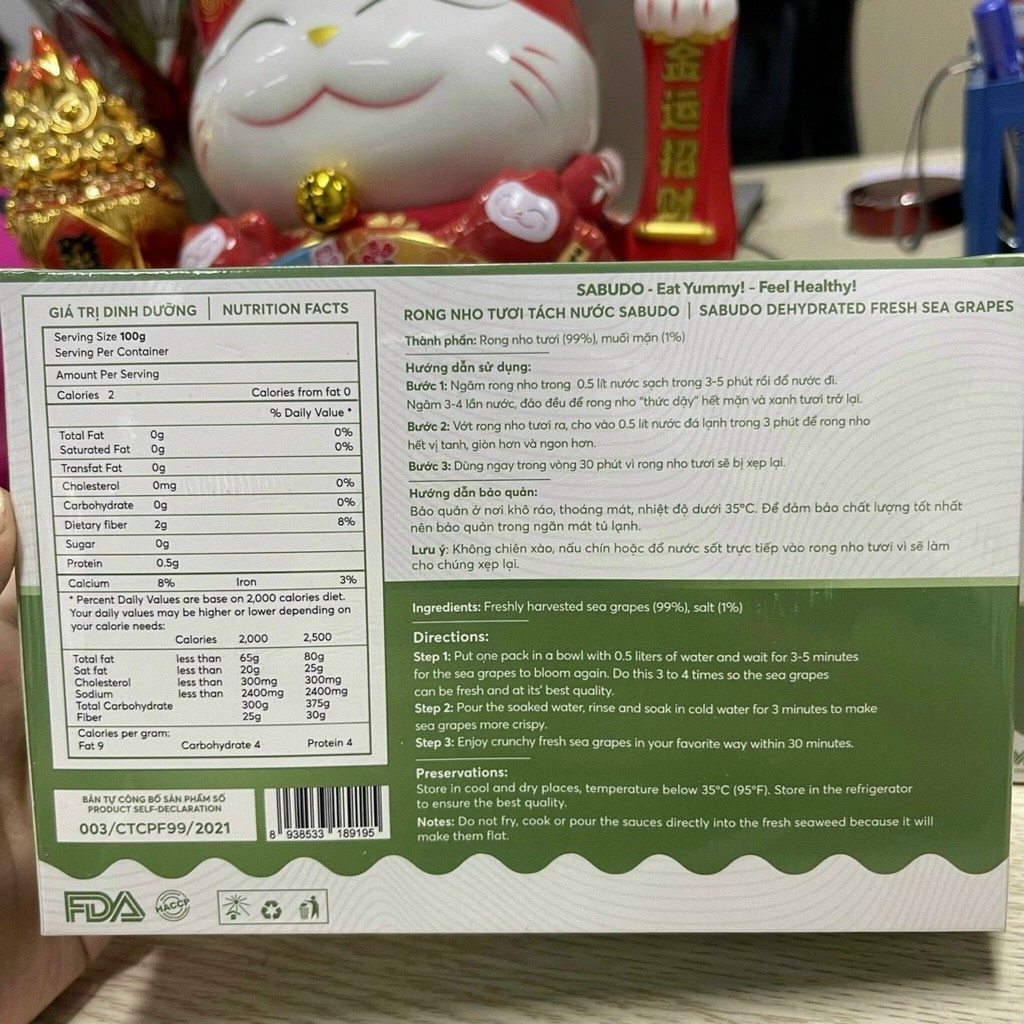 金
运
招
财
GIÁ TRỊ DINH DƯỠNG | NUTRITION FACTS
Serving Size 100g
Serving Per Container
Amount Per Serving
Calories 2 Calories from fat 0
% Daily Value *
Total Fat 0g 0%
Saturated Fat 0g 0%
Transfat Fat 0g
Cholesterol 0mg 0%
Carbohydrate 0g 0%
Dietary fiber 2g 8%
Sugar 0g
Protein 0.5g
Calcium 8% Iron 3%
* Percent Daily Values are base on 2,000 calories diet.
Your daily values may be higher or lower depending on
your calorie needs:
Calories 2,000 2,500
Total fat less than 65g 80g
Sat fat less than 20g 25g
Cholesterol less than 300mg 300mg
Sodium less than 2400mg 2400mg
Total Carbohydrate 300g 375g
Fiber 25g 30g
Calories per gram:
Fat 9 Carbohydrate 4 Protein 4
BẢN TỰ CÔNG BỐ SẢN PHẨM SỐ
PRODUCT SELF-DECLARATION
003/CTCPF99/2021
8 938533 189195
FDA
HACCP
SABUDO - Eat Yummy! - Feel Healthy!
RONG NHO TƯƠI TÁCH NƯỚC SABUDO | SABUDO DEHYDRATED FRESH SEA GRAPES
Thành phần: Rong nho tươi (99%), muối mặn (1%)
Hướng dẫn sử dụng:
Bước 1: Ngâm rong nho trong 0.5 lít nước sạch trong 3-5 phút rồi đổ nước đi.
Ngâm 3-4 lần nước, đảo đều để rong nho "thức dậy" hết mặn và xanh tươi trở lại.
Bước 2: Vớt rong nho tươi ra, cho vào 0.5 lít nước đá lạnh trong 3 phút để rong nho
hết vị tanh, giòn hơn và ngon hơn.
Bước 3: Dùng ngay trong vòng 30 phút vì rong nho tươi sẽ bị xẹp lại.
Hướng dẫn bảo quản:
Bảo quản ở nơi khô ráo, thoáng mát, nhiệt độ dưới 35°C. Để đảm bảo chất lượng tốt nhất
nên bảo quản trong ngăn mát tủ lạnh.
Lưu ý: Không chiên xào, nấu chín hoặc đổ nước sốt trực tiếp vào rong nho tươi vì sẽ làm
cho chúng xẹp lại.
Ingredients: Freshly harvested sea grapes (99%), salt (1%)
Directions:
Step 1: Put one pack in a bowl with 0.5 liters of water and wait for 3-5 minutes
for the sea grapes to bloom again. Do this 3 to 4 times so the sea grapes
can be fresh and at its' best quality.
Step 2: Pour the soaked water, rinse and soak in cold water for 3 minutes to make
sea grapes more crispy.
Step 3: Enjoy crunchy fresh sea grapes in your favorite way within 30 minutes.
Preservations:
Store in cool and dry places, temperature below 35°C (95°F). Store in the refrigerator
to ensure the best quality.
Notes: Do not fry, cook or pour the sauces directly into the fresh seaweed because it will
make them flat.